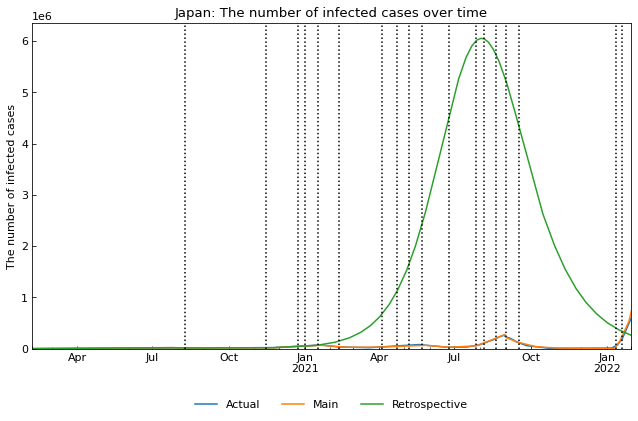 Japan: The number of infected cases over time
1e6
The number of infected cases
6
5
4
3
2
1
0
Apr Jul Oct Jan Apr Jul Oct Jan
2021 2022
Actual Main Retrospective